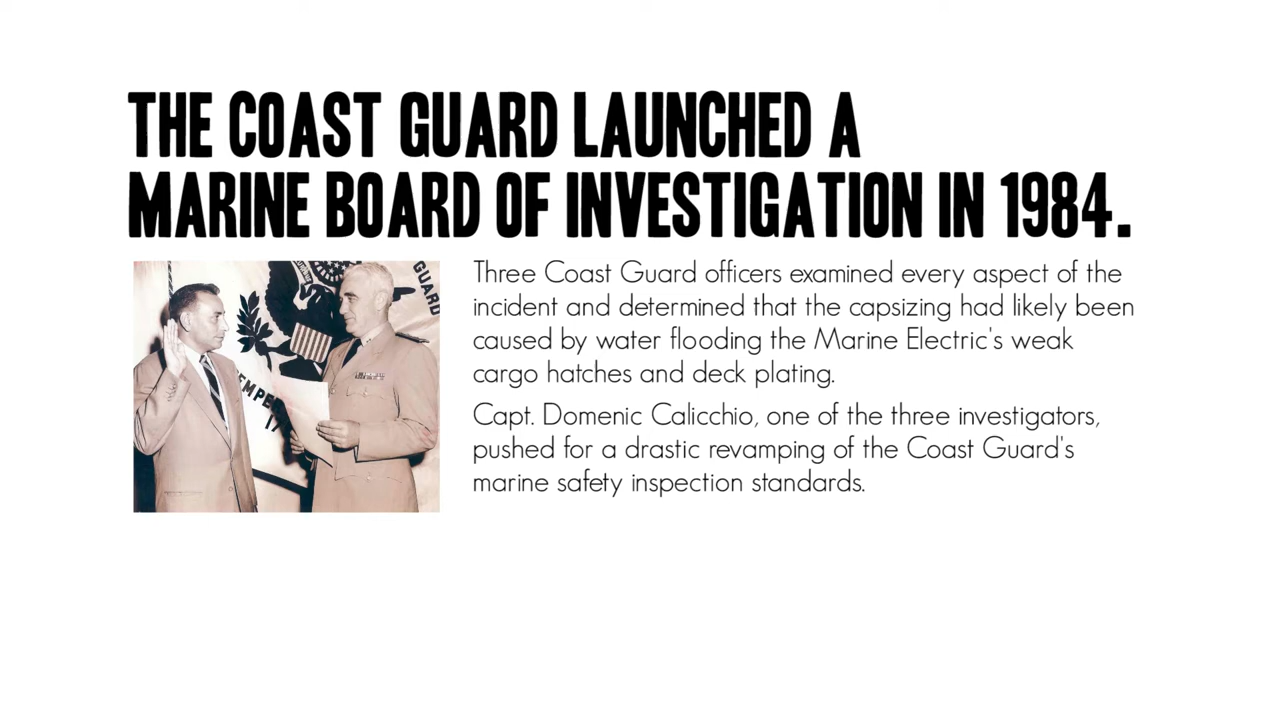 THE COAST GUARD LAUNCHED A
MARINE BOARD OF INVESTIGATION IN 1984.
GUARD
EMPE
Three Coast Guard officers examined every aspect of the
incident and determined that the capsizing had likely been
caused by water flooding the Marine Electric's weak
cargo hatches and deck plating.
Capt. Domenic Calicchio, one of the three investigators,
pushed for a drastic revamping of the Coast Guard's
marine safety inspection standards.